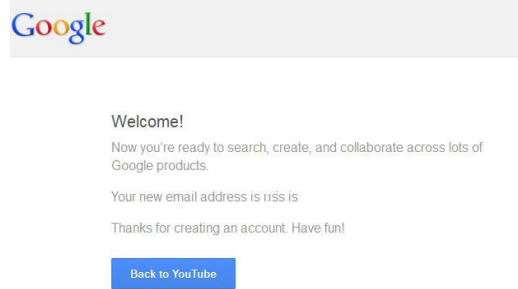 Google
Welcome!
Now you're ready to search, create, and collaborate across lots of
Google products.
Your new email address is is
Thanks for creating an account. Have fun!
Back to YouTube